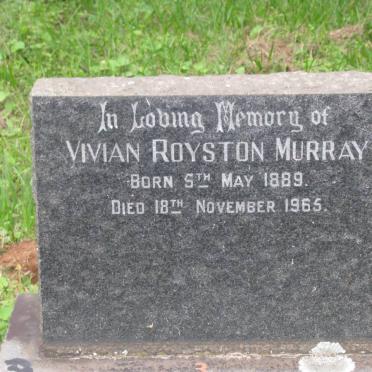 In Loving Memory of
VIVIAN ROYSTON MURRAY
BORN 5TH MAY 1889.
DIED 18TH NOVEMBER 1965.